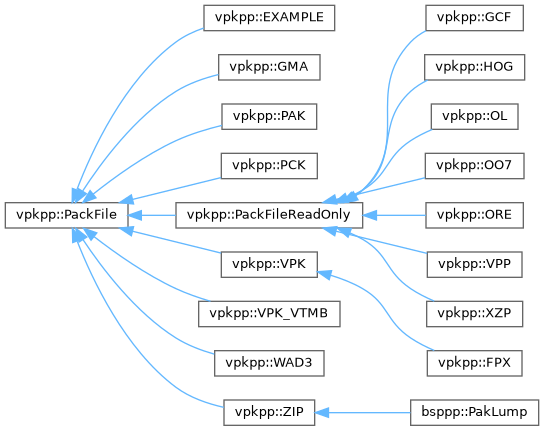 vpkpp::PackFile
vpkpp::EXAMPLE
vpkpp::GMA
vpkpp::PAK
vpkpp::PCK
vpkpp::PackFileReadOnly
vpkpp::VPK
vpkpp::VPK_VTMB
vpkpp::WAD3
vpkpp::ZIP
vpkpp::GCF
vpkpp::HOG
vpkpp::OL
vpkpp::OO7
vpkpp::ORE
vpkpp::VPP
vpkpp::XZP
vpkpp::FPX
bsppp::PakLump